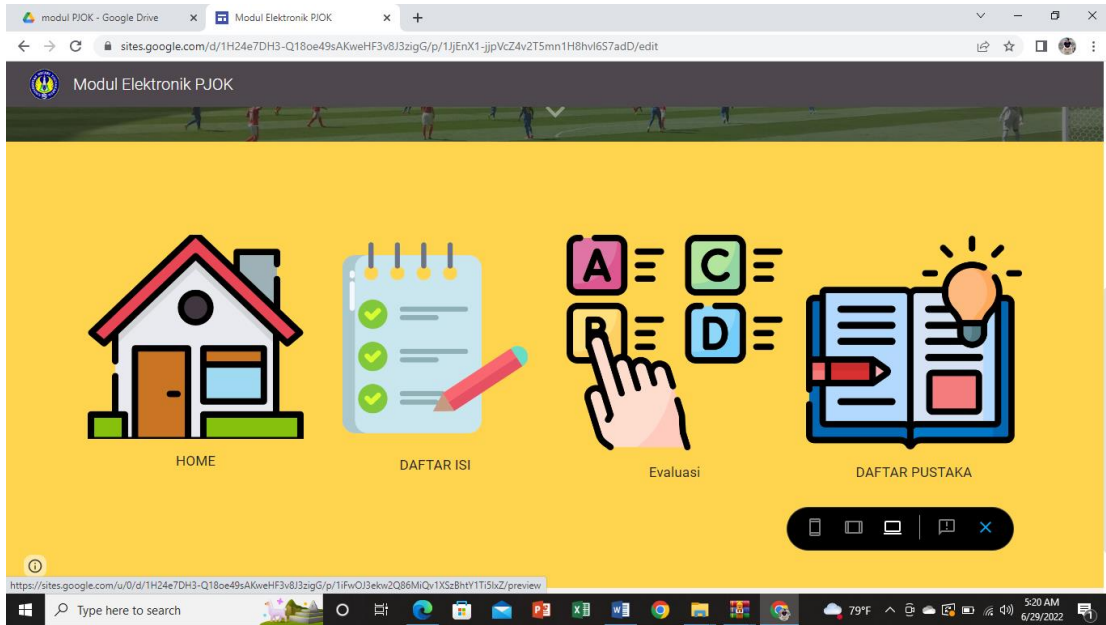 modul PJOK - Google Drive
Modul Elektronik PJOK
sites.google.com/d/1H24e7DH3-Q18oe49sAKweHF3v8J3zigG/p/1JjEnX1-jjpVcZ4v2T5mn1H8hvI6S7adD/edit
Modul Elektronik PJOK
A
C
B
D
HOME
DAFTAR ISI
Evaluasi
DAFTAR PUSTAKA
https://sites.google.com/u/0/d/1H24e7DH3-Q18oe49sAKweHF3v8J3zigG/p/1iFwOJ3ekw2Q86MiQv1XSzBhtY1Ti5lxZ/preview
Type here to search
79°F
5:20 AM
6/29/2022